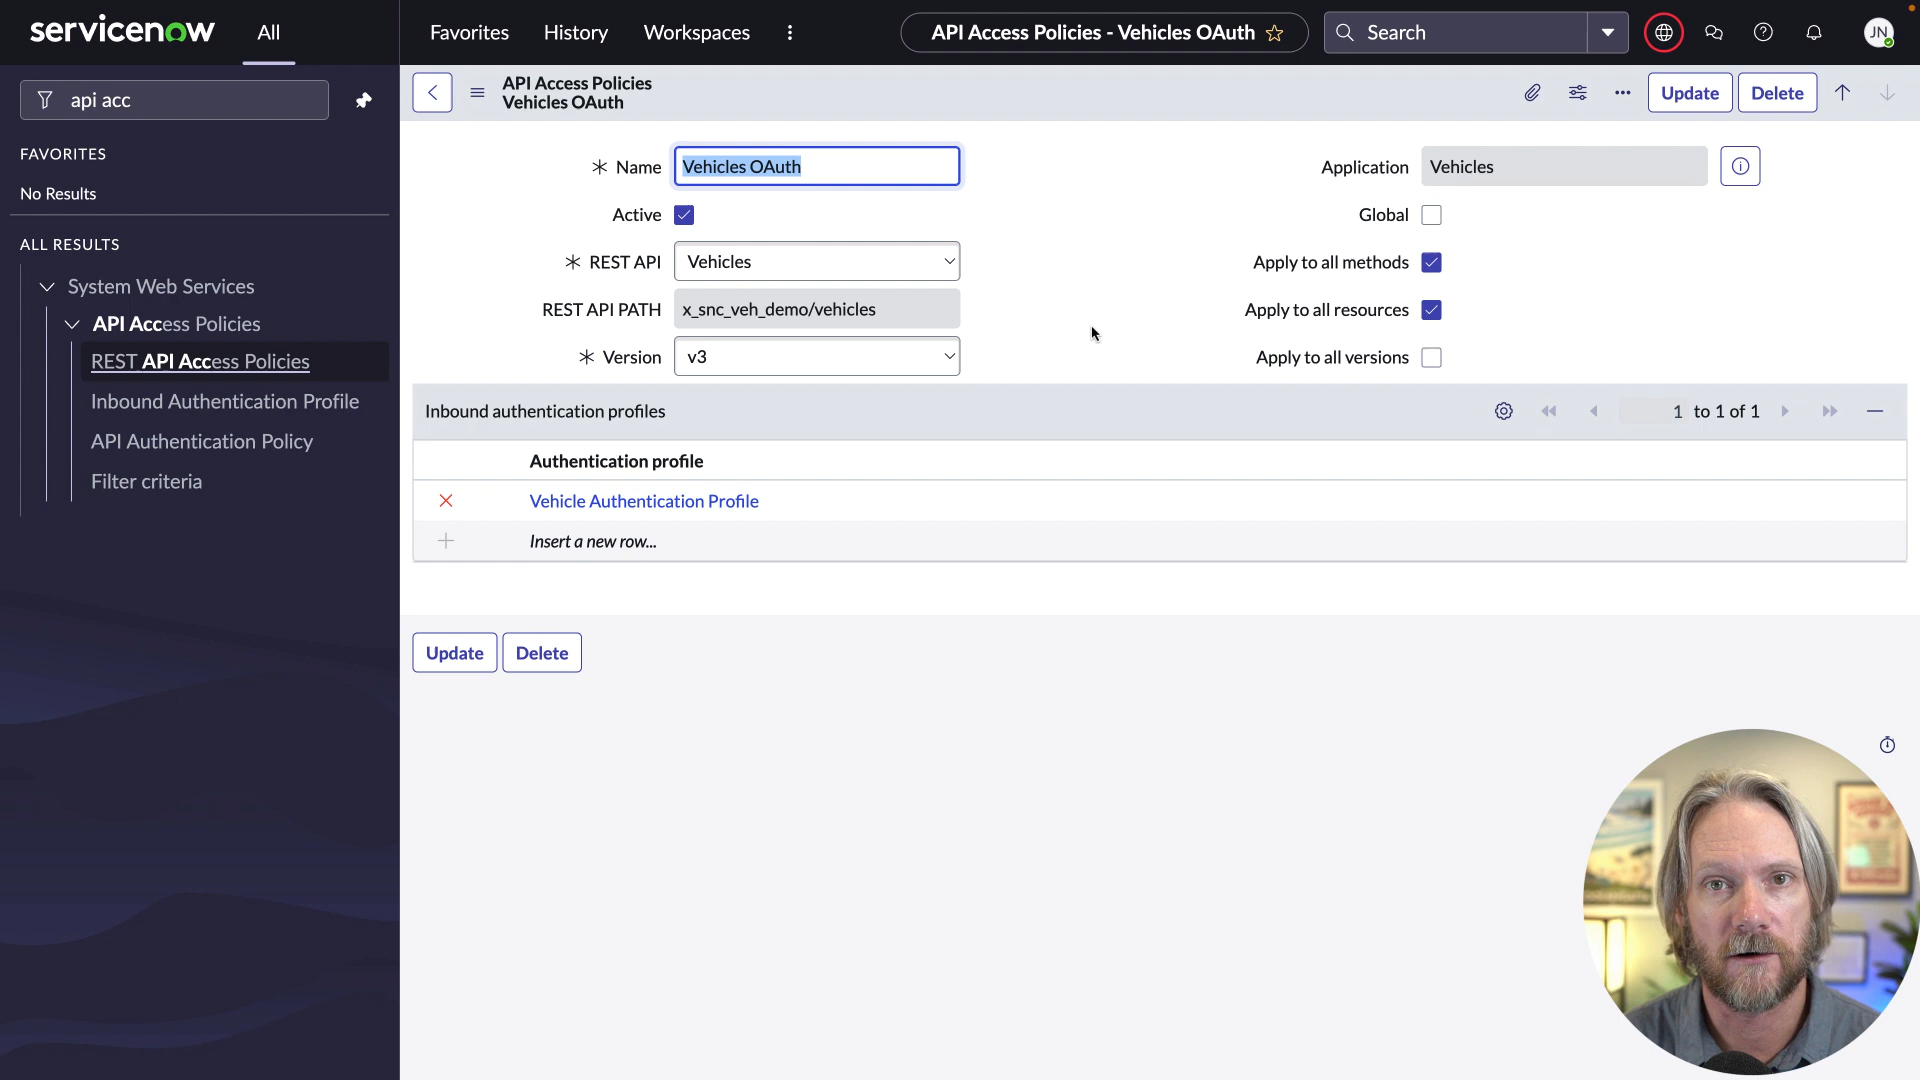 servicenow
All
Favorites
History
Workspaces
API Access Policies - Vehicles OAuth
Search
JN
api acc
FAVORITES
No Results
ALL RESULTS
System Web Services
API Access Policies
REST API Access Policies
Inbound Authentication Profile
API Authentication Policy
Filter criteria
API Access Policies
Vehicles OAuth
Update
Delete
Name
Vehicles OAuth
Application
Vehicles
Active
Global
REST API
Vehicles
Apply to all methods
REST API PATH
x_snc_veh_demo/vehicles
Apply to all resources
Version
v3
Apply to all versions
Inbound authentication profiles
1 to 1 of 1
Authentication profile
Vehicle Authentication Profile
Insert a new row...
Update
Delete